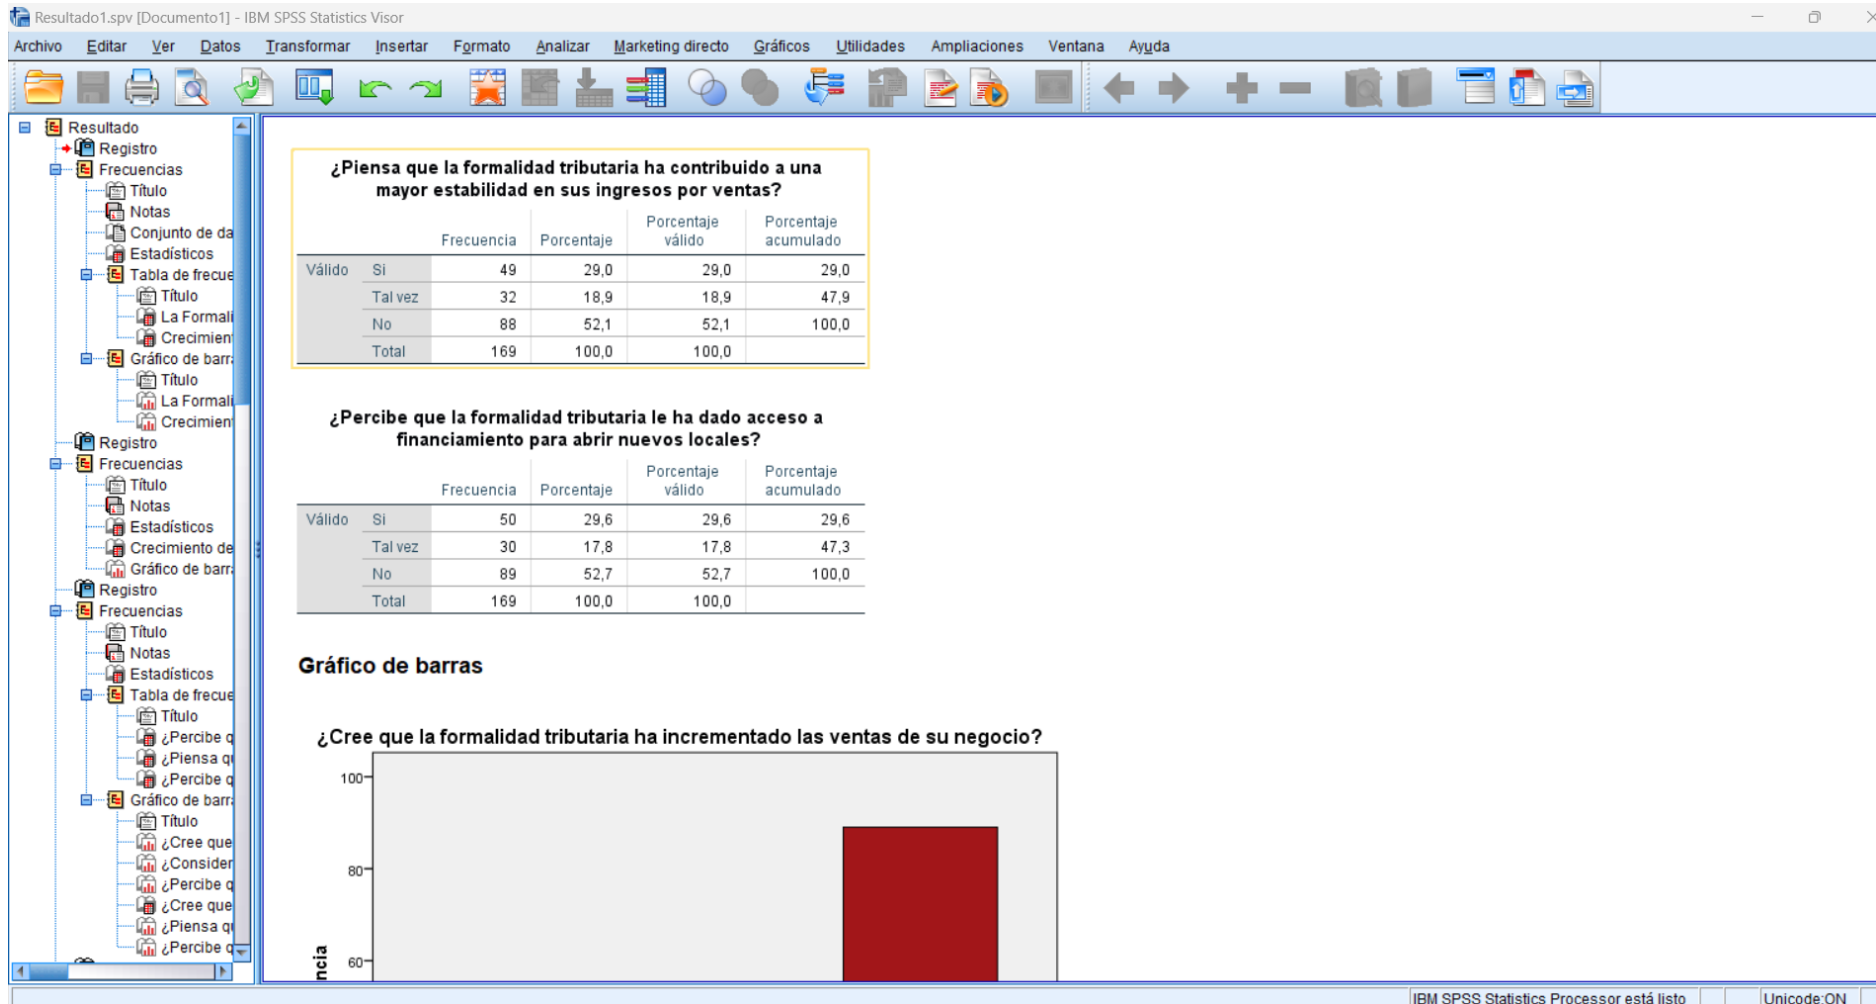 Resultado1.spv [Documento1] - IBM SPSS Statistics Visor
Archivo Editar Ver Datos Transformar Insertar Formato Analizar Marketing directo Gráficos Utilidades Ampliaciones Ventana Ayuda
Resultado
Registro
Frecuencias
Título
Notas
Conjunto de da
Estadísticos
Tabla de frecue
Título
La Formali
Crecimien
Gráfico de barr
Título
La Formali
Crecimien
Registro
Frecuencias
Título
Notas
Estadísticos
Crecimiento de
Gráfico de barr
Registro
Frecuencias
Título
Notas
Estadísticos
Tabla de frecue
Título
¿Percibe q
¿Piensa q
¿Percibe q
Gráfico de barr
Título
¿Cree que
¿Consider
¿Percibe q
¿Cree que
¿Piensa q
¿Percibe q
¿Piensa que la formalidad tributaria ha contribuido a una
mayor estabilidad en sus ingresos por ventas?
Frecuencia Porcentaje Porcentaje válido Porcentaje acumulado
Válido Si 49 29,0 29,0 29,0
Tal vez 32 18,9 18,9 47,9
No 88 52,1 52,1 100,0
Total 169 100,0 100,0
¿Percibe que la formalidad tributaria le ha dado acceso a
financiamiento para abrir nuevos locales?
Frecuencia Porcentaje Porcentaje válido Porcentaje acumulado
Válido Si 50 29,6 29,6 29,6
Tal vez 30 17,8 17,8 47,3
No 89 52,7 52,7 100,0
Total 169 100,0 100,0
Gráfico de barras
¿Cree que la formalidad tributaria ha incrementado las ventas de su negocio?
100
80
60
ncia
IBM SPSS Statistics Processor está listo Unicode:ON